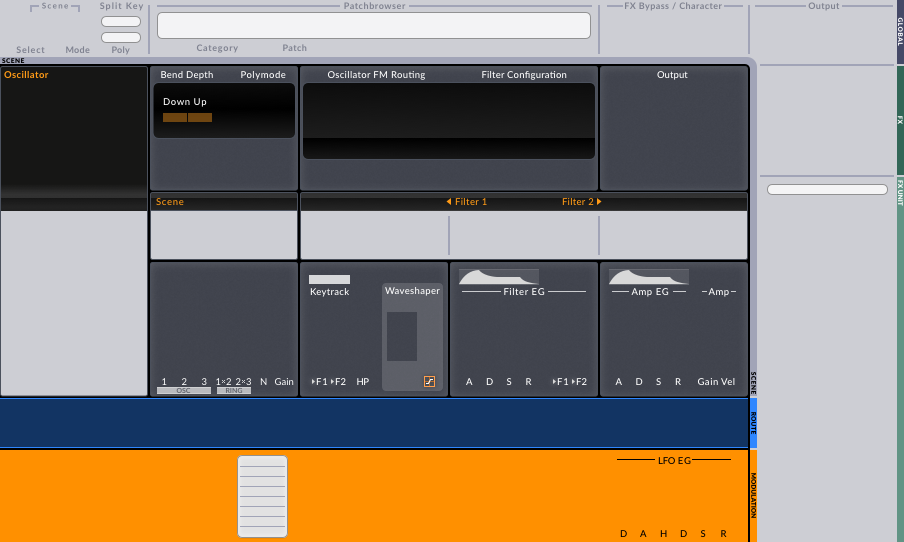 Scene
Split Key
Patchbrowser
FX Bypass / Character
Output
GLOBAL
Select
Mode
Poly
Category
Patch
SCENE
Oscillator
Bend Depth
Polymode
Oscillator FM Routing
Filter Configuration
Output
Down Up
FX
FX UNIT
Scene
Filter 1
Filter 2
Keytrack
Waveshaper
Filter EG
Amp EG
Amp
1 2 3 1×2 2×3 N Gain
OSC
RING
F1 F2 HP
A D S R
F1 F2
A D S R
Gain Vel
SCENE
ROUTE
MODULATION
LFO EG
D A H D S R